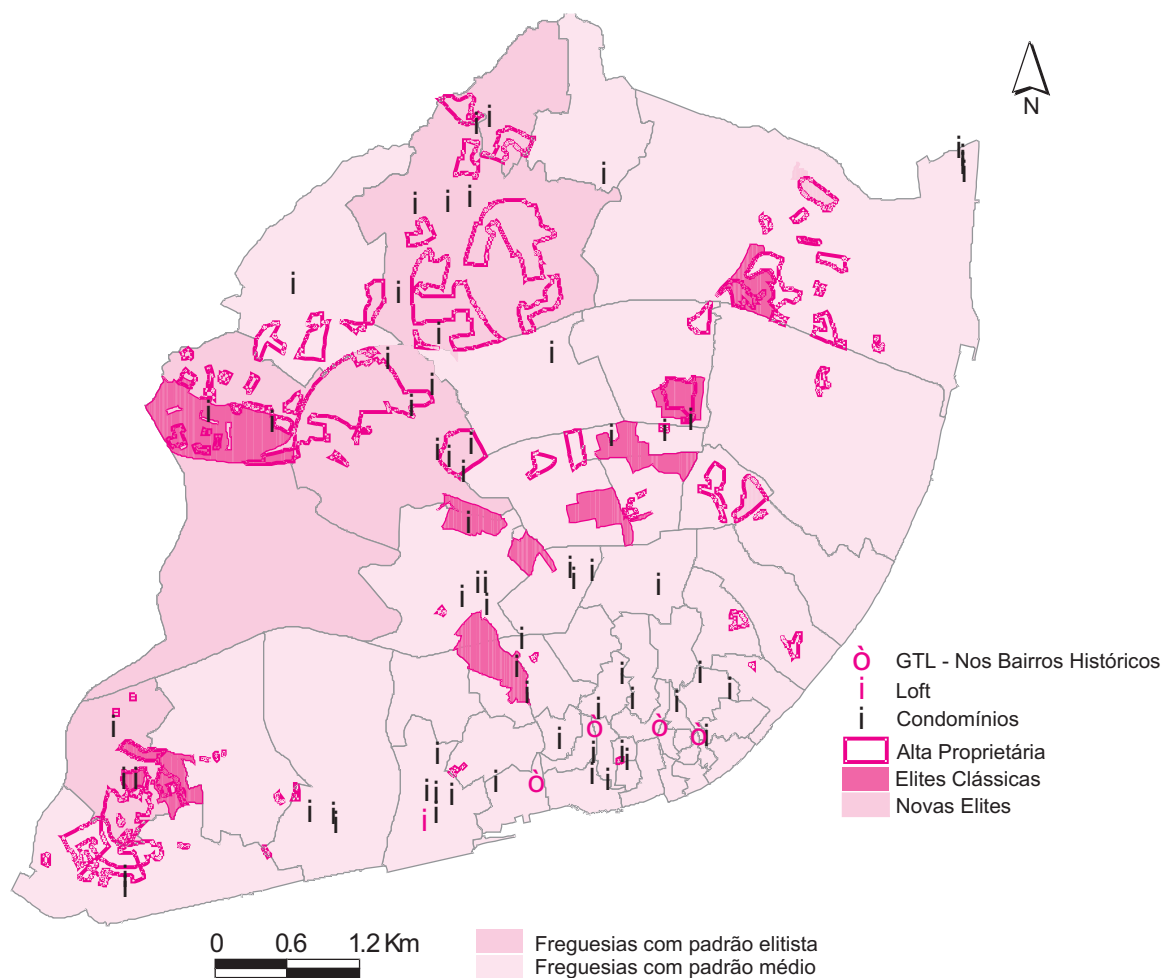 N
Ò GTL - Nos Bairros Históricos
i Loft
i Condomínios
Alta Proprietária
Elites Clássicas
Novas Elites
0 0.6 1.2 Km
Freguesias com padrão elitista
Freguesias com padrão médio